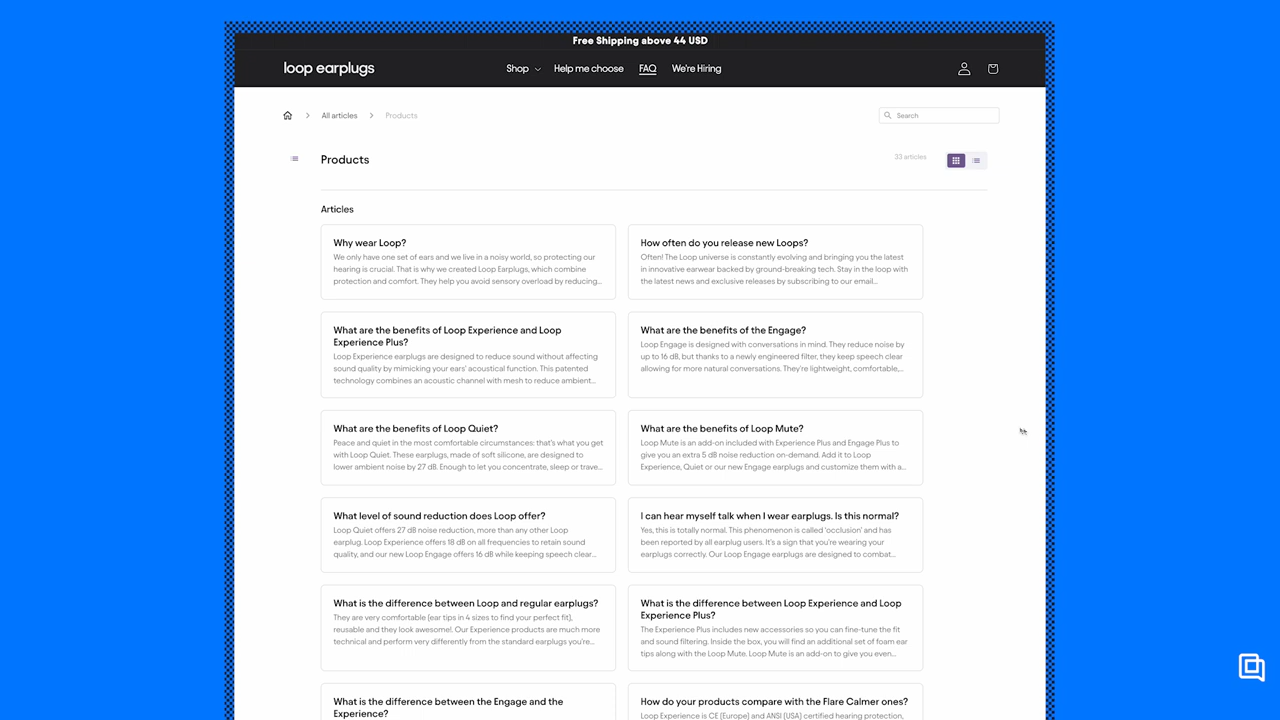 Free Shipping above 44 USD
loop earplugs
Shop
Help me choose
FAQ
We're Hiring
All articles
Products
Search
Products
33 articles
Articles
Why wear Loop?
We only have one set of ears and we live in a noisy world, so protecting our
hearing is crucial. That is why we created Loop Earplugs, which combine
protection and comfort. They help you avoid sensory overload by reducing...
How often do you release new Loops?
Often! The Loop universe is constantly evolving and bringing you the latest
in innovative earwear backed by ground-breaking tech. Stay in the loop with
the latest news and exclusive releases by subscribing to our email...
What are the benefits of Loop Experience and Loop
Experience Plus?
Loop Experience earplugs are designed to reduce sound without affecting
sound quality by mimicking your ears' acoustical function. This patented
technology combines an acoustic channel with mesh to reduce ambient...
What are the benefits of the Engage?
Loop Engage is designed with conversations in mind. They reduce noise by
up to 16 dB, but thanks to a newly engineered filter, they keep speech clear
allowing for more natural conversations. They're lightweight, comfortable,...
What are the benefits of Loop Quiet?
Peace and quiet in the most comfortable circumstances: that's what you get
with Loop Quiet. These earplugs, made of soft silicone, are designed to
lower ambient noise by 27 dB. Enough to let you concentrate, sleep or trave...
What are the benefits of Loop Mute?
Loop Mute is an add-on included with Experience Plus and Engage Plus to
give you an extra 5 dB noise reduction on-demand. Add it to Loop
Experience, Quiet or our new Engage earplugs and customize them with a...
What level of sound reduction does Loop offer?
Loop Quiet offers 27 dB noise reduction, more than any other Loop
earplug. Loop Experience offers 18 dB on all frequencies to retain sound
quality, and our new Loop Engage offers 16 dB while keeping speech clear...
I can hear myself talk when I wear earplugs. Is this normal?
Yes, this is totally normal. This phenomenon is called 'occlusion' and has
been reported by all earplug users. It's a sign that you're wearing your
earplugs correctly. Our Loop Engage earplugs are designed to combat...
What is the difference between Loop and regular earplugs?
They are very comfortable (ear tips in 4 sizes to find your perfect fit),
reusable and they look awesome!. Our Experience products are much more
technical and perform very differently from the standard earplugs you're...
What is the difference between Loop Experience and Loop
Experience Plus?
The Experience Plus includes new accessories so you can fine-tune the fit
and sound filtering. Inside the box, you will find an additional set of foam ear
tips along with the Loop Mute. Loop Mute is an add-on to give you even...
What is the difference between the Engage and the
Experience?
How do your products compare with the Flare Calmer ones?
Loop Experience is CE (Europe) and ANSI (USA) certified hearing protection,